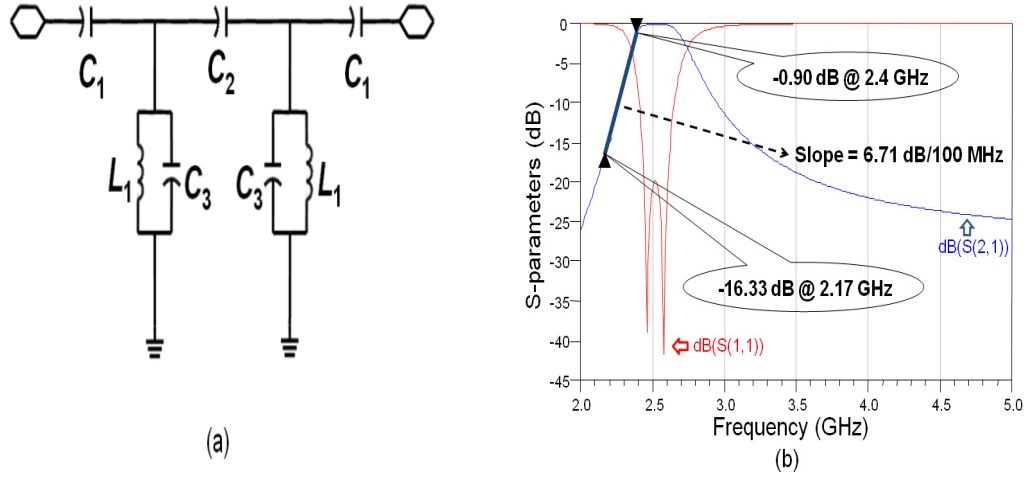 C1
C2
C1
L1
C3
C3
L1
(a)
S-parameters (dB)
0
-5
-10
-15
-20
-25
-30
-35
-40
-45
-0.90 dB @ 2.4 GHz
Slope = 6.71 dB/100 MHz
dB(S(2,1))
-16.33 dB @ 2.17 GHz
dB(S(1,1))
2.0 2.5 3.0 3.5 4.0 4.5 5.0
Frequency (GHz)
(b)